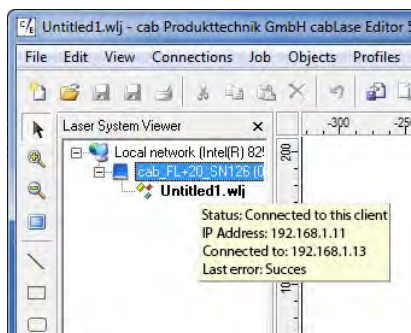 Untitled1.wlj - cab Produkttechnik GmbH cabLase Editor 5
File Edit View Connections Job Objects Profiles
Laser System Viewer
-300
Local network (Intel(R) 82
200
cab_FL+20_SN126
Untitled1.wlj
Status: Connected to this client
IP Address: 192.168.1.11
Connected to: 192.168.1.13
Last error: Succes